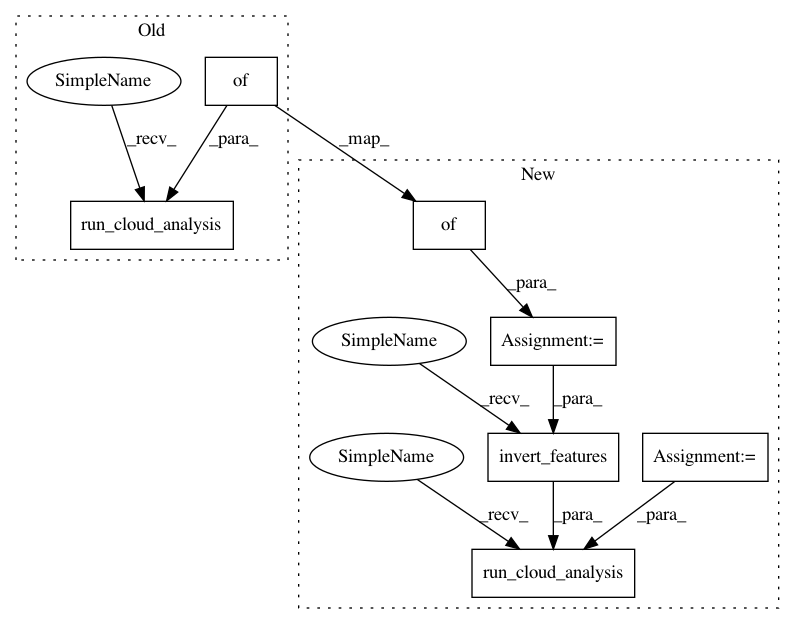 Old
SimpleName
of
_recv_
_para_
_map_
New
run_cloud_analysis
of
_para_
SimpleName
Assignment:=
_recv_
_para_
SimpleName
invert_features
Assignment:=
_recv_
_para_
_para_
run_cloud_analysis